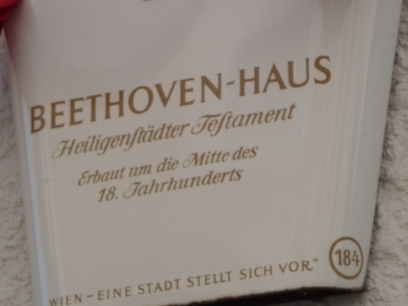 BEETHOVEN-HAUS
Heiligenstädter Testament
Erbaut um die Mitte des
18. Jahrhunderts
WIEN – EINE STADT STELLT SICH VOR"
184